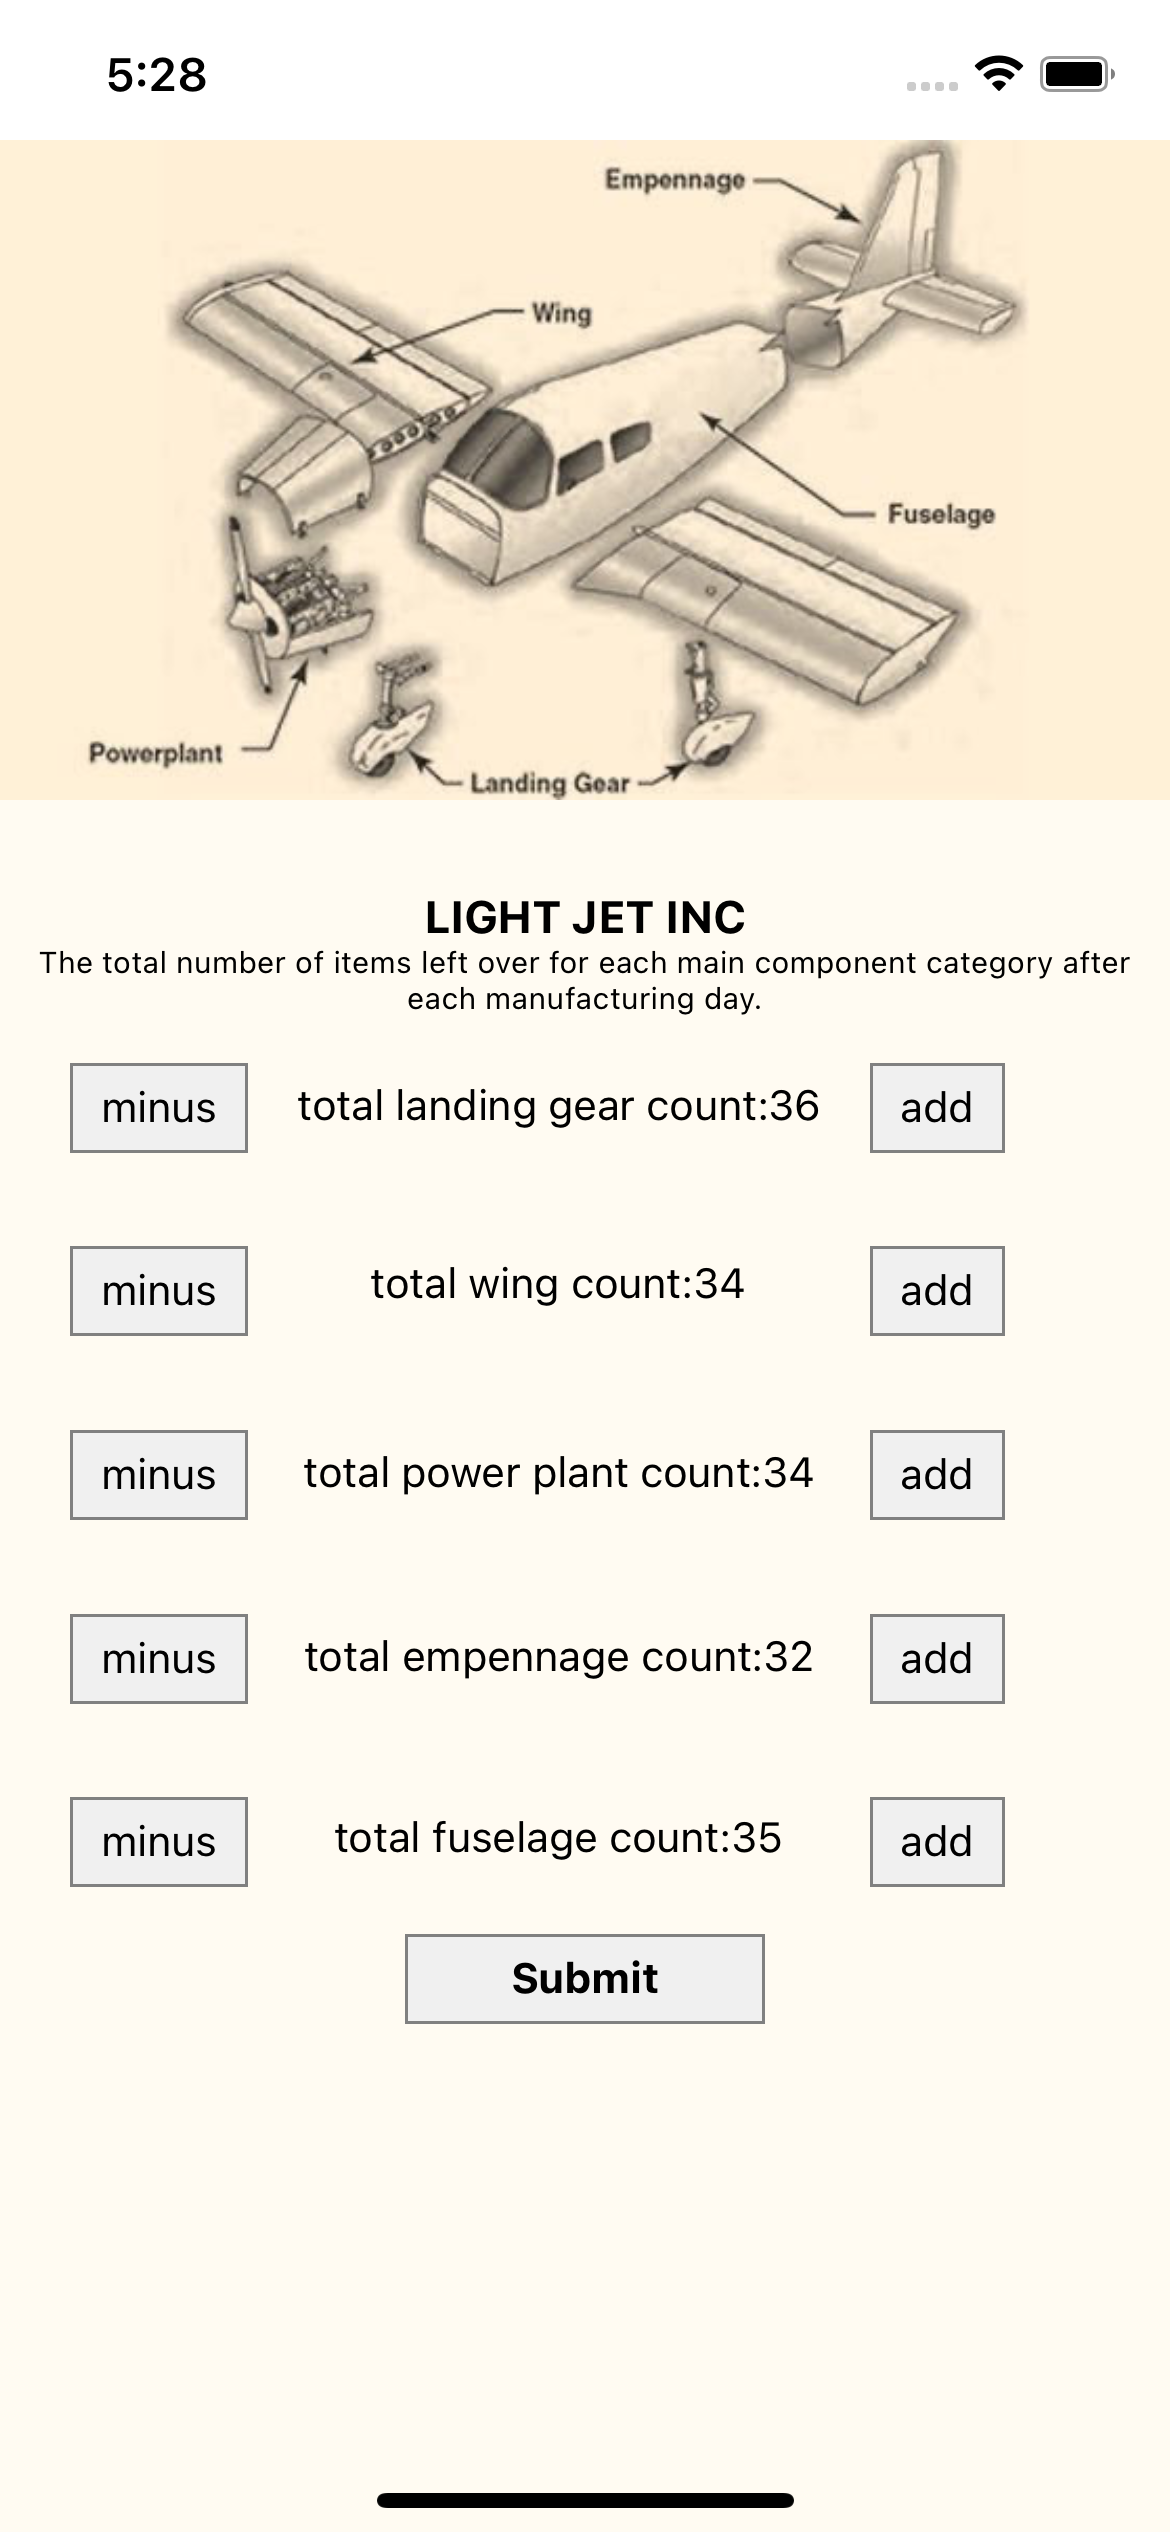 5:28
Empennage
Wing
Fuselage
Powerplant
Landing Gear
LIGHT JET INC
The total number of items left over for each main component category after
each manufacturing day.
minus total landing gear count:36 add
minus total wing count:34 add
minus total power plant count:34 add
minus total empennage count:32 add
minus total fuselage count:35 add
Submit